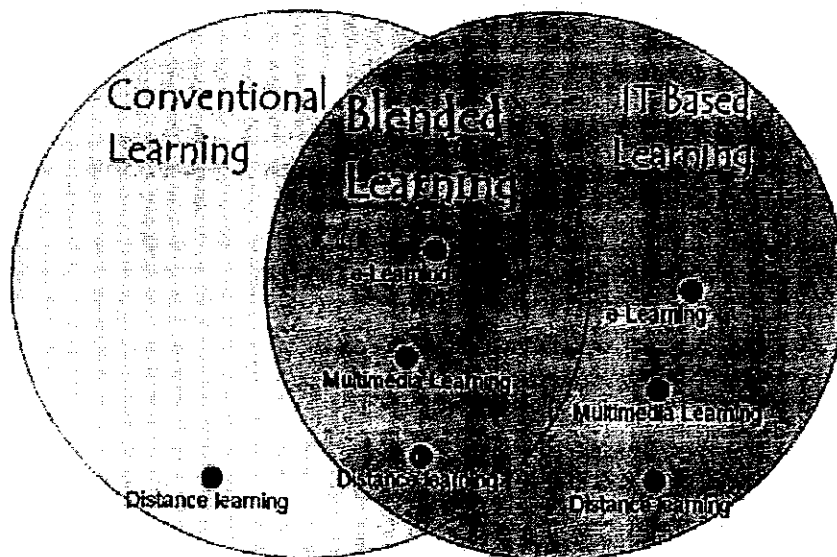 Conventional
Learning
Blended
Learning
IT Based
Learning
e-Learning
e-Learning
Multimedia Learning
Multimedia Learning
Distance learning
Distance learning
Distance learning